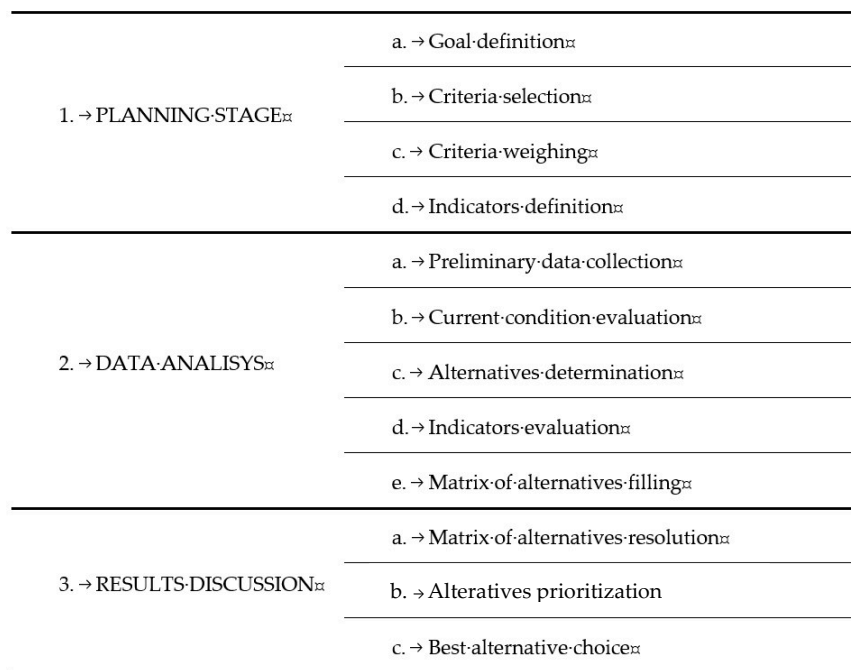 a. → Goal·definition¤
b. → Criteria·selection¤
1. → PLANNING·STAGE¤
c. → Criteria·weighing¤
d. → Indicators·definition¤
a. → Preliminary·data·collection¤
b. → Current·condition·evaluation¤
2. → DATA·ANALISYS¤
c. → Alternatives·determination¤
d. → Indicators·evaluation¤
e. → Matrix·of·alternatives·filling¤
a. → Matrix·of·alternatives·resolution¤
3. → RESULTS·DISCUSSION¤
b. → Alteratives prioritization
c. → Best·alternative·choice¤